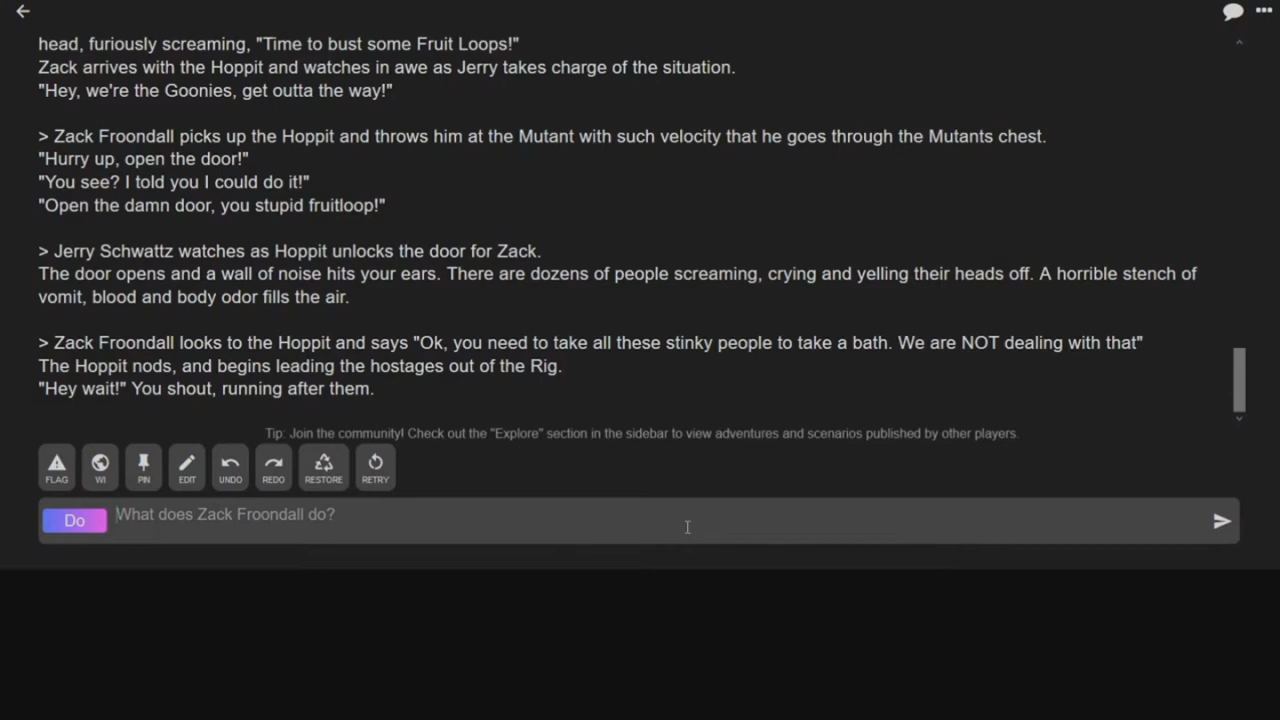 head, furiously screaming, "Time to bust some Fruit Loops!"
Zack arrives with the Hoppit and watches in awe as Jerry takes charge of the situation.
"Hey, we're the Goonies, get outta the way!"
> Zack Froondall picks up the Hoppit and throws him at the Mutant with such velocity that he goes through the Mutants chest.
"Hurry up, open the door!"
"You see? I told you I could do it!"
"Open the damn door, you stupid fruitloop!"
> Jerry Schwattz watches as Hoppit unlocks the door for Zack.
The door opens and a wall of noise hits your ears. There are dozens of people screaming, crying and yelling their heads off. A horrible stench of
vomit, blood and body odor fills the air.
> Zack Froondall looks to the Hoppit and says "Ok, you need to take all these stinky people to take a bath. We are NOT dealing with that"
The Hoppit nods, and begins leading the hostages out of the Rig.
"Hey wait!" You shout, running after them.
Tip: Join the community! Check out the "Explore" section in the sidebar to view adventures and scenarios published by other players.
FLAG WI PIN EDIT UNDO REDO RESTORE RETRY
Do What does Zack Froondall do?